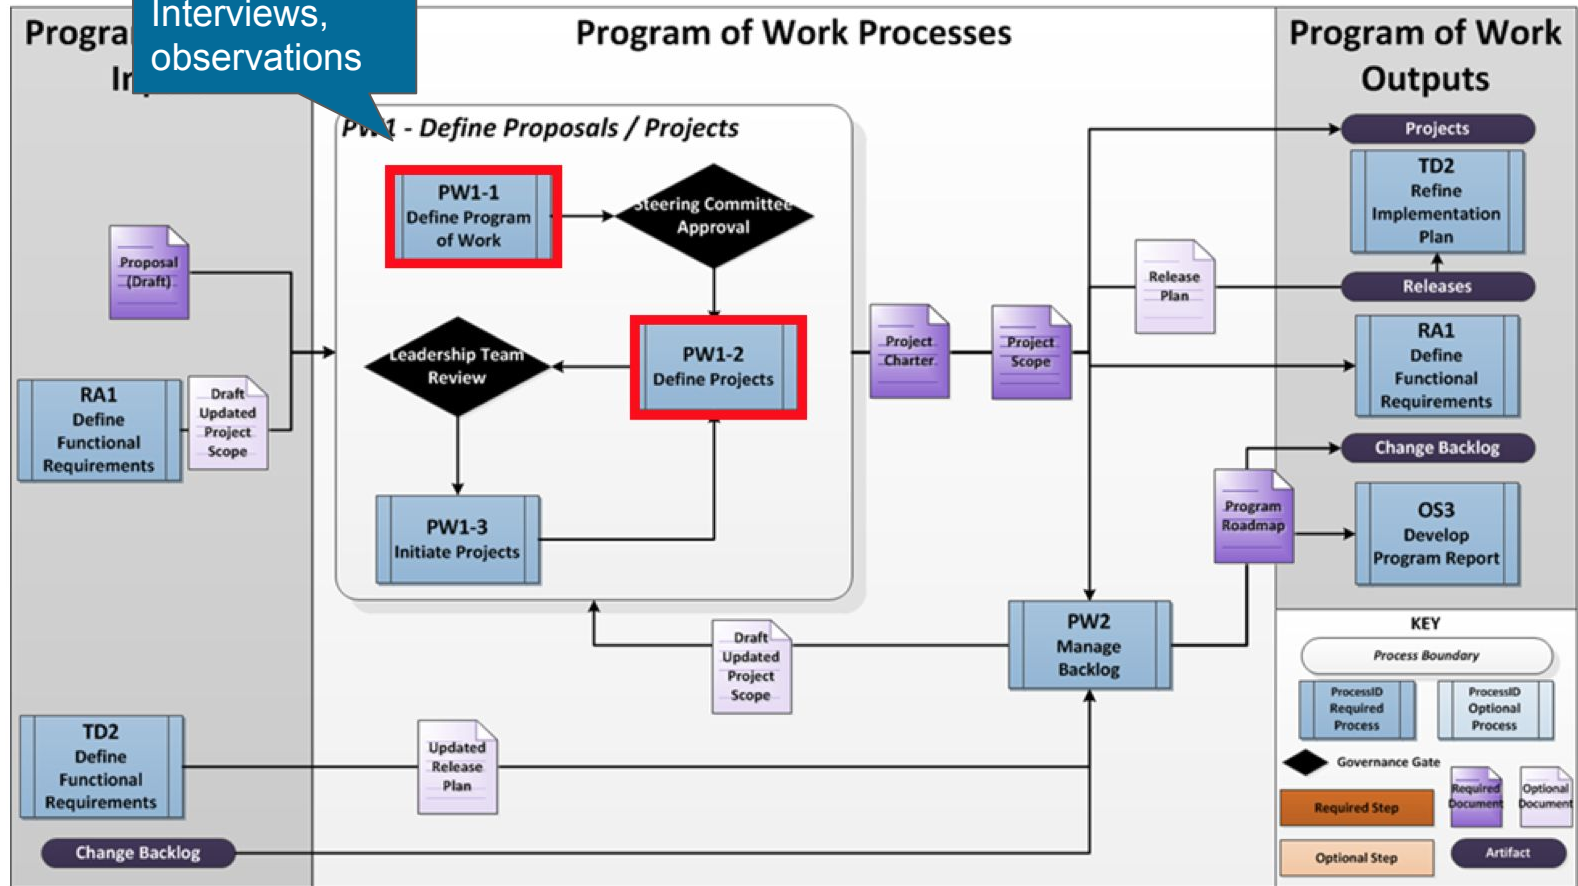 Interviews,
observations
Program of Work Processes
Program of Work
Outputs
PW1 - Define Proposals / Projects
PW1-1
Define Program
of Work
Steering Committee
Approval
Leadership Team
Review
PW1-2
Define Projects
PW1-3
Initiate Projects
Proposal
(Draft)
RA1
Define
Functional
Requirements
Draft
Updated
Project
Scope
TD2
Define
Functional
Requirements
Change Backlog
Updated
Release
Plan
Draft
Updated
Project
Scope
PW2
Manage
Backlog
Project
Charter
Project
Scope
Release
Plan
Program
Roadmap
Projects
TD2
Refine
Implementation
Plan
Releases
RA1
Define
Functional
Requirements
Change Backlog
OS3
Develop
Program Report
KEY
Process Boundary
ProcessID
Required
Process
ProcessID
Optional
Process
Governance Gate
Required
Document
Optional
Document
Required Step
Optional Step
Artifact